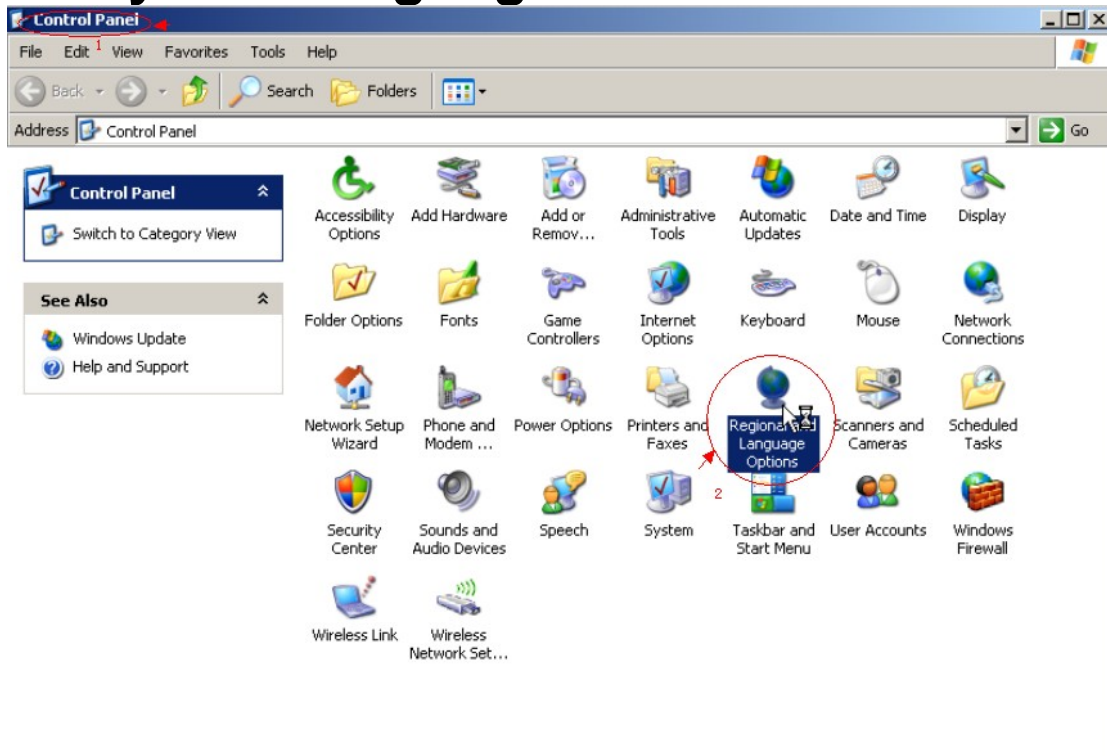 Control Panel
File Edit 1 View Favorites Tools Help
Back Search Folders
Address Control Panel Go
Control Panel
Switch to Category View
See Also
Windows Update
Help and Support
Accessibility Options
Add Hardware
Add or Remov...
Administrative Tools
Automatic Updates
Date and Time
Display
Folder Options
Fonts
Game Controllers
Internet Options
Keyboard
Mouse
Network Connections
Network Setup Wizard
Phone and Modem ...
Power Options
Printers and Faxes
Regional and Language Options
Scanners and Cameras
Scheduled Tasks
2
Security Center
Sounds and Audio Devices
Speech
System
Taskbar and Start Menu
User Accounts
Windows Firewall
Wireless Link
Wireless Network Set...